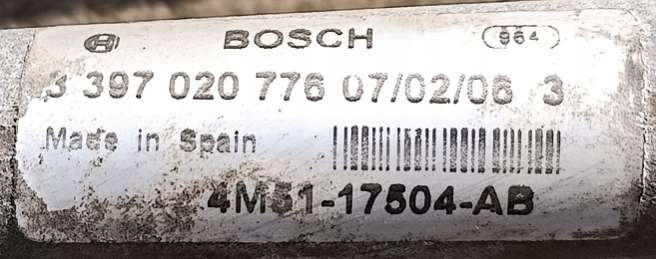 BOSCH 964
3 397 020 776 07/02/06 3
Made in Spain
4M51-17504-AB